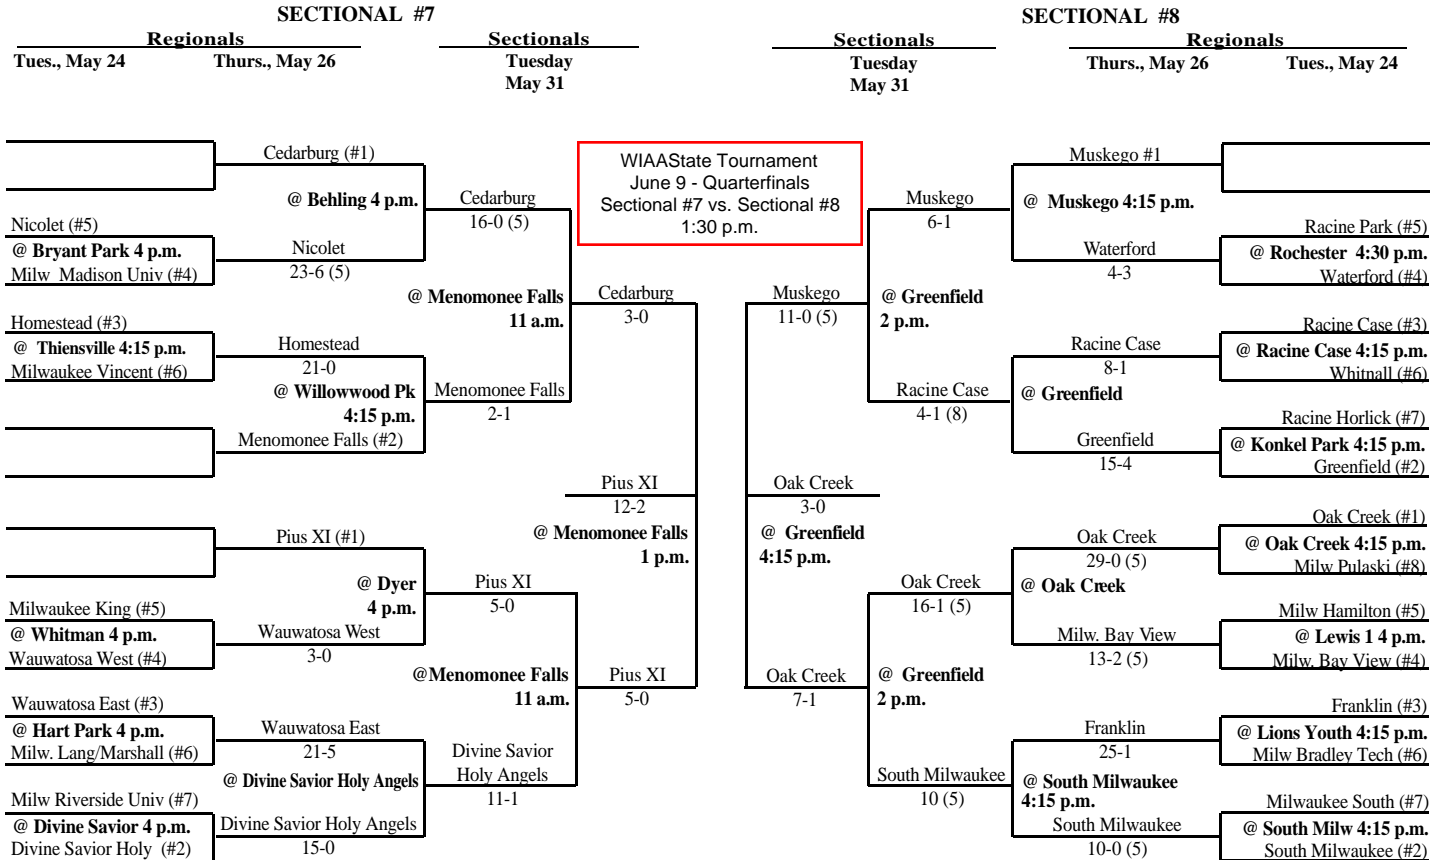 SECTIONAL #7
Regionals
Sectionals
Tues., May 24
Thurs., May 26
Tuesday
May 31
Cedarburg (#1)
@ Behling 4 p.m.
Nicolet (#5)
@ Bryant Park 4 p.m.
Milw Madison Univ (#4)
Nicolet
23-6 (5)
Cedarburg
16-0 (5)
@ Menomonee Falls
11 a.m.
Homestead (#3)
@ Thiensville 4:15 p.m.
Milwaukee Vincent (#6)
Homestead
21-0
@ Willowwood Pk
4:15 p.m.
Menomonee Falls (#2)
Menomonee Falls
2-1
Cedarburg
3-0
Pius XI
12-2
@ Menomonee Falls
1 p.m.
Pius XI (#1)
@ Dyer
4 p.m.
Milwaukee King (#5)
@ Whitman 4 p.m.
Wauwatosa West (#4)
Wauwatosa West
3-0
Pius XI
5-0
@Menomonee Falls
11 a.m.
Pius XI
5-0
Wauwatosa East (#3)
@ Hart Park 4 p.m.
Milw. Lang/Marshall (#6)
Wauwatosa East
21-5
@ Divine Savior Holy Angels
Divine Savior
Holy Angels
11-1
Milw Riverside Univ (#7)
@ Divine Savior 4 p.m.
Divine Savior Holy (#2)
Divine Savior Holy Angels
15-0
WIAAState Tournament
June 9 - Quarterfinals
Sectional #7 vs. Sectional #8
1:30 p.m.
SECTIONAL #8
Sectionals
Regionals
Tuesday
May 31
Thurs., May 26
Tues., May 24
Muskego #1
@ Muskego 4:15 p.m.
Muskego
6-1
Racine Park (#5)
@ Rochester 4:30 p.m.
Waterford (#4)
Waterford
4-3
Muskego
11-0 (5)
@ Greenfield
2 p.m.
Racine Case (#3)
@ Racine Case 4:15 p.m.
Whitnall (#6)
Racine Case
8-1
@ Greenfield
Racine Case
4-1 (8)
Racine Horlick (#7)
@ Konkel Park 4:15 p.m.
Greenfield (#2)
Greenfield
15-4
Oak Creek
3-0
@ Greenfield
4:15 p.m.
Oak Creek (#1)
@ Oak Creek 4:15 p.m.
Milw Pulaski (#8)
Oak Creek
29-0 (5)
@ Oak Creek
Oak Creek
16-1 (5)
Milw Hamilton (#5)
@ Lewis 1 4 p.m.
Milw. Bay View (#4)
Milw. Bay View
13-2 (5)
Oak Creek
7-1
@ Greenfield
2 p.m.
Franklin (#3)
@ Lions Youth 4:15 p.m.
Milw Bradley Tech (#6)
Franklin
25-1
South Milwaukee
10 (5)
@ South Milwaukee
4:15 p.m.
Milwaukee South (#7)
@ South Milw 4:15 p.m.
South Milwaukee (#2)
South Milwaukee
10-0 (5)